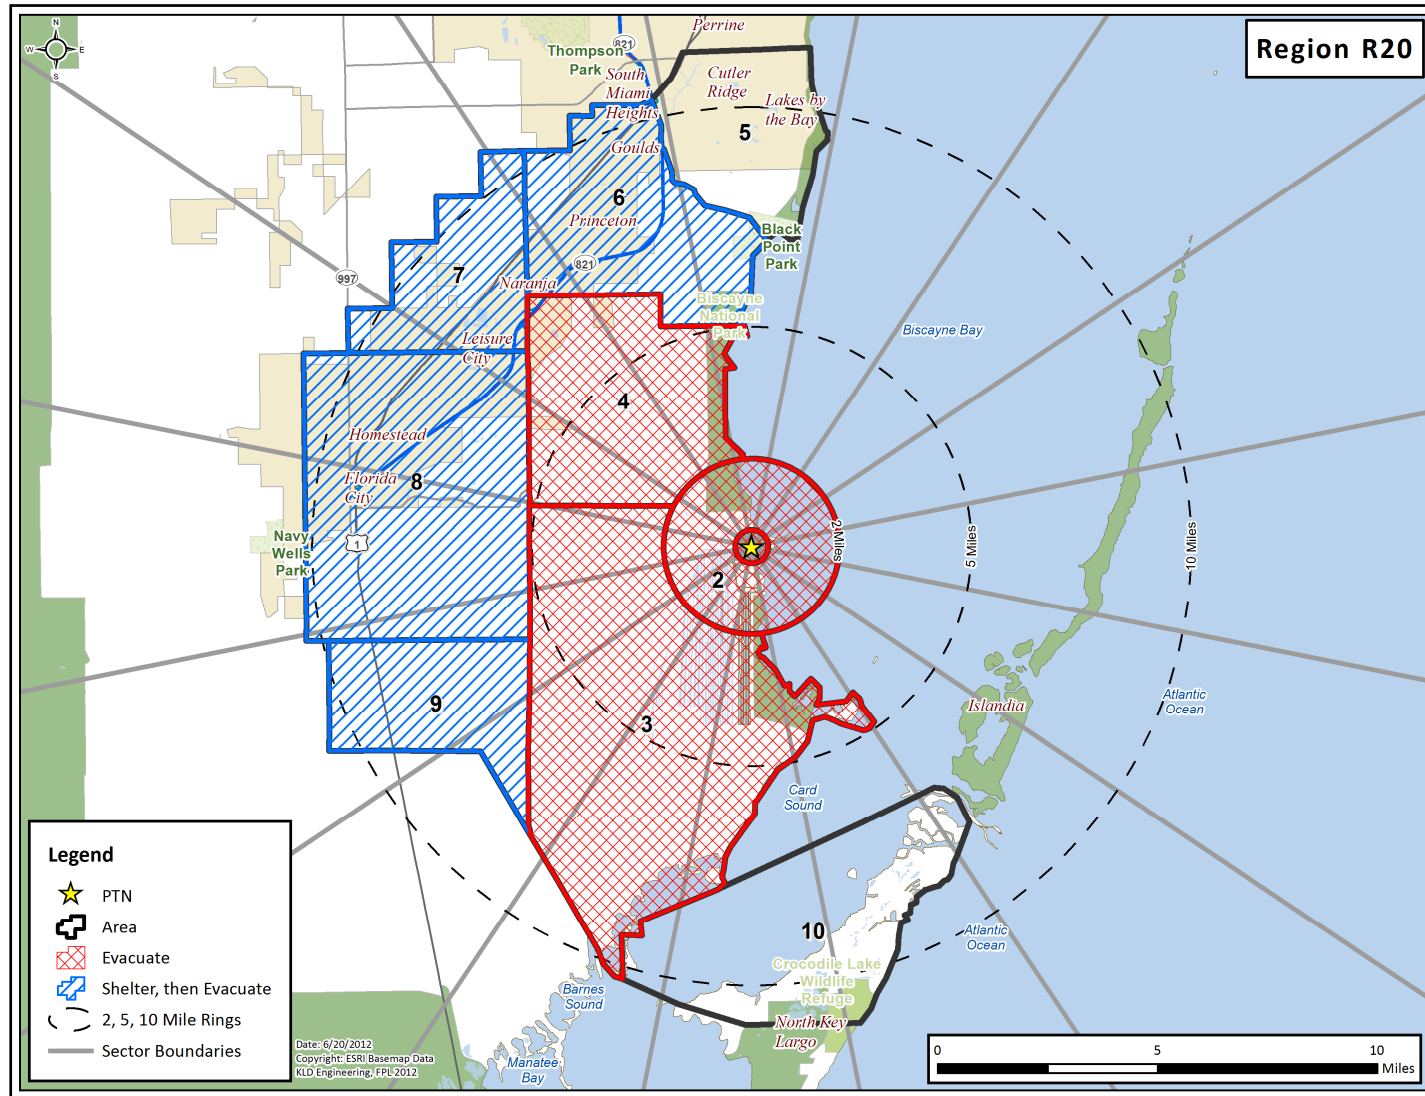 Region R20
N
W
E
S
Perrine
821
Thompson
Park
South
Miami
Heights
Cutler
Ridge
Lakes by
the Bay
5
Goulds
6
Princeton
Black
Point
Park
821
997
7
Naranja
Biscayne
National
Park
Biscayne Bay
Leisure
City
4
Homestead
Florida
City
8
Navy
Wells
Park
1
2 Miles
5 Miles
10 Miles
2
9
3
Islandia
Atlantic
Ocean
Card
Sound
10
Atlantic
Ocean
Crocodile Lake
Wildlife
Refuge
Barnes
Sound
North Key
Largo
Manatee
Bay
Legend
PTN
Area
Evacuate
Shelter, then Evacuate
2, 5, 10 Mile Rings
Sector Boundaries
Date: 6/20/2012
Copyright: ESRI Basemap Data
KLD Engineering, FPL 2012
0 5 10
Miles